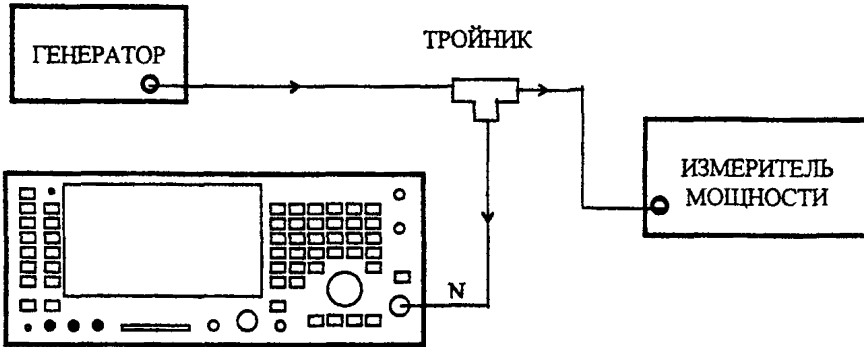 ГЕНЕРАТОР
ТРОЙНИК
ИЗМЕРИТЕЛЬ
МОЩНОСТИ
N